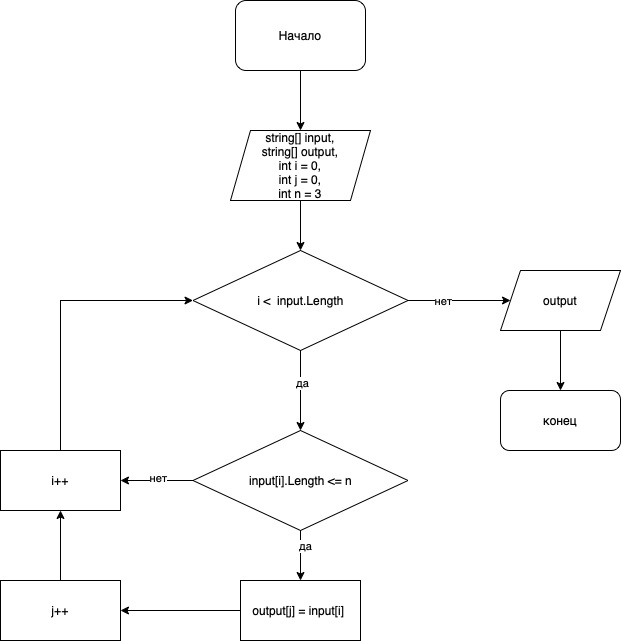 Начало
string[] input,
string[] output,
int i = 0,
int j = 0,
int n = 3
i < input.Length
нет
output
да
конец
input[i].Length <= n
нет
i++
да
output[j] = input[i]
j++